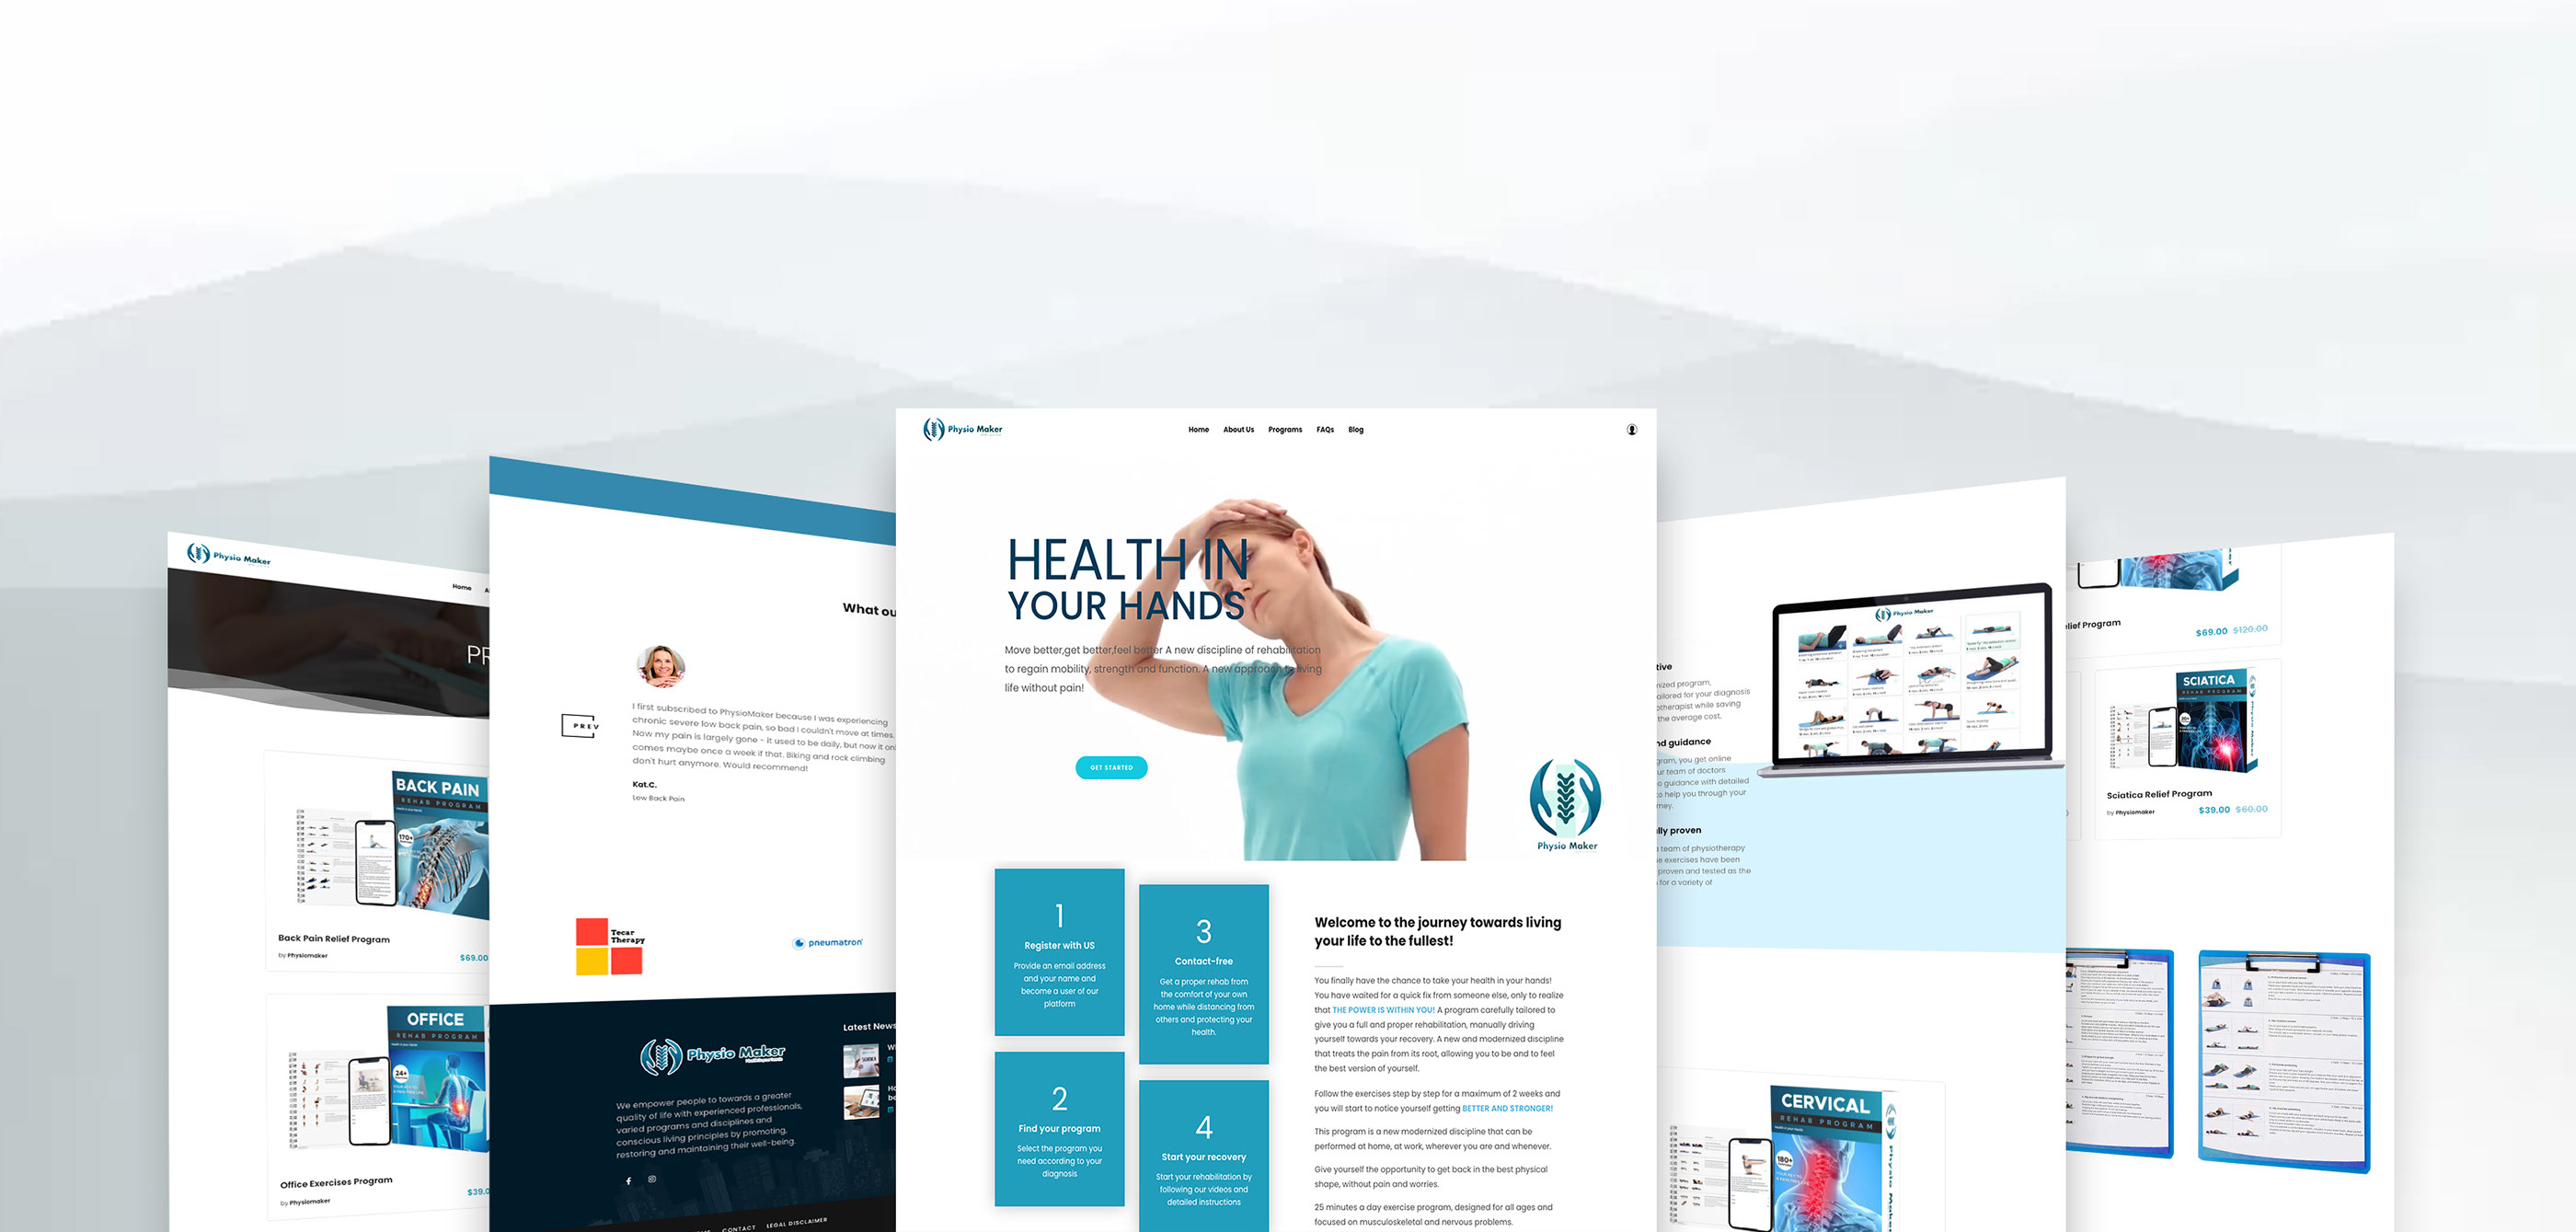 Physio Maker
Home
PR
BACK PAIN
REHAB PROGRAM
170+
Back Pain Relief Program
by Physiomaker
$69.00
OFFICE
REHAB PROGRAM
24+
Office Exercises Program
by Physiomaker
$39.0
What ou
PREV
I first subscribed to PhysioMaker because I was experiencing
chronic severe low back pain, so bad I couldn't move at times.
Now my pain is largely gone - it used to be daily, but now it on
comes maybe once a week if that. Biking and rock climbing
don't hurt anymore. Would recommend!
Kat.C.
Low Back Pain
Tecar
Therapy
pneumatron
Physio Maker
Latest News
We empower people to towards a greater
quality of life with experienced professionals,
varied programs and disciplines and
conscious living principles by promoting,
restoring and maintaining their well-being.
CONTACT
LEGAL DISCLAIMER
Physio Maker
Home
About Us
Programs
FAQs
Blog
HEALTH IN
YOUR HANDS
Move better,get better,feel better A new discipline of rehabilitation
to regain mobility, strength and function. A new approach to living
life without pain!
GET STARTED
Physio Maker
1
Register with US
Provide an email address
and your name and
become a user of our
platform
2
Find your program
Select the program you
need according to your
diagnosis
3
Contact-free
Get a proper rehab from
the comfort of your own
home while distancing from
others and protecting your
health.
4
Start your recovery
Start your rehabilitation by
following our videos and
detailed instructions
Welcome to the journey towards living
your life to the fullest!
You finally have the chance to take your health in your hands!
You have waited for a quick fix from someone else, only to realize
that THE POWER IS WITHIN YOU! A program carefully tailored to
give you a full and proper rehabilitation, manually driving
yourself towards your recovery. A new and modernized discipline
that treats the pain from its root, allowing you to be and to feel
the best version of yourself.
Follow the exercises step by step for a maximum of 2 weeks and
you will start to notice yourself getting BETTER AND STRONGER!
This program is a new modernized discipline that can be
performed at home, at work, wherever you are and whenever.
Give yourself the opportunity to get back in the best physical
shape, without pain and worries.
25 minutes a day exercise program, designed for all ages and
focused on musculoskeletal and nervous problems.
tive
nized program,
ailored for your diagnosis
otherapist while saving
the average cost.
nd guidance
gram, you get online
ur team of doctors
o guidance with detailed
to help you through your
rney.
lly proven
a team of physiotherapy
e exercises have been
proven and tested as the
for a variety of
Physio Maker
CERVICAL
REHAB PROGRAM
180+
Physio Maker
lief Program
$69.00 $120.00
SCIATICA
REHAB PROGRAM
Physio Maker
Sciatica Relief Program
by Physiomaker
$39.00 $60.00